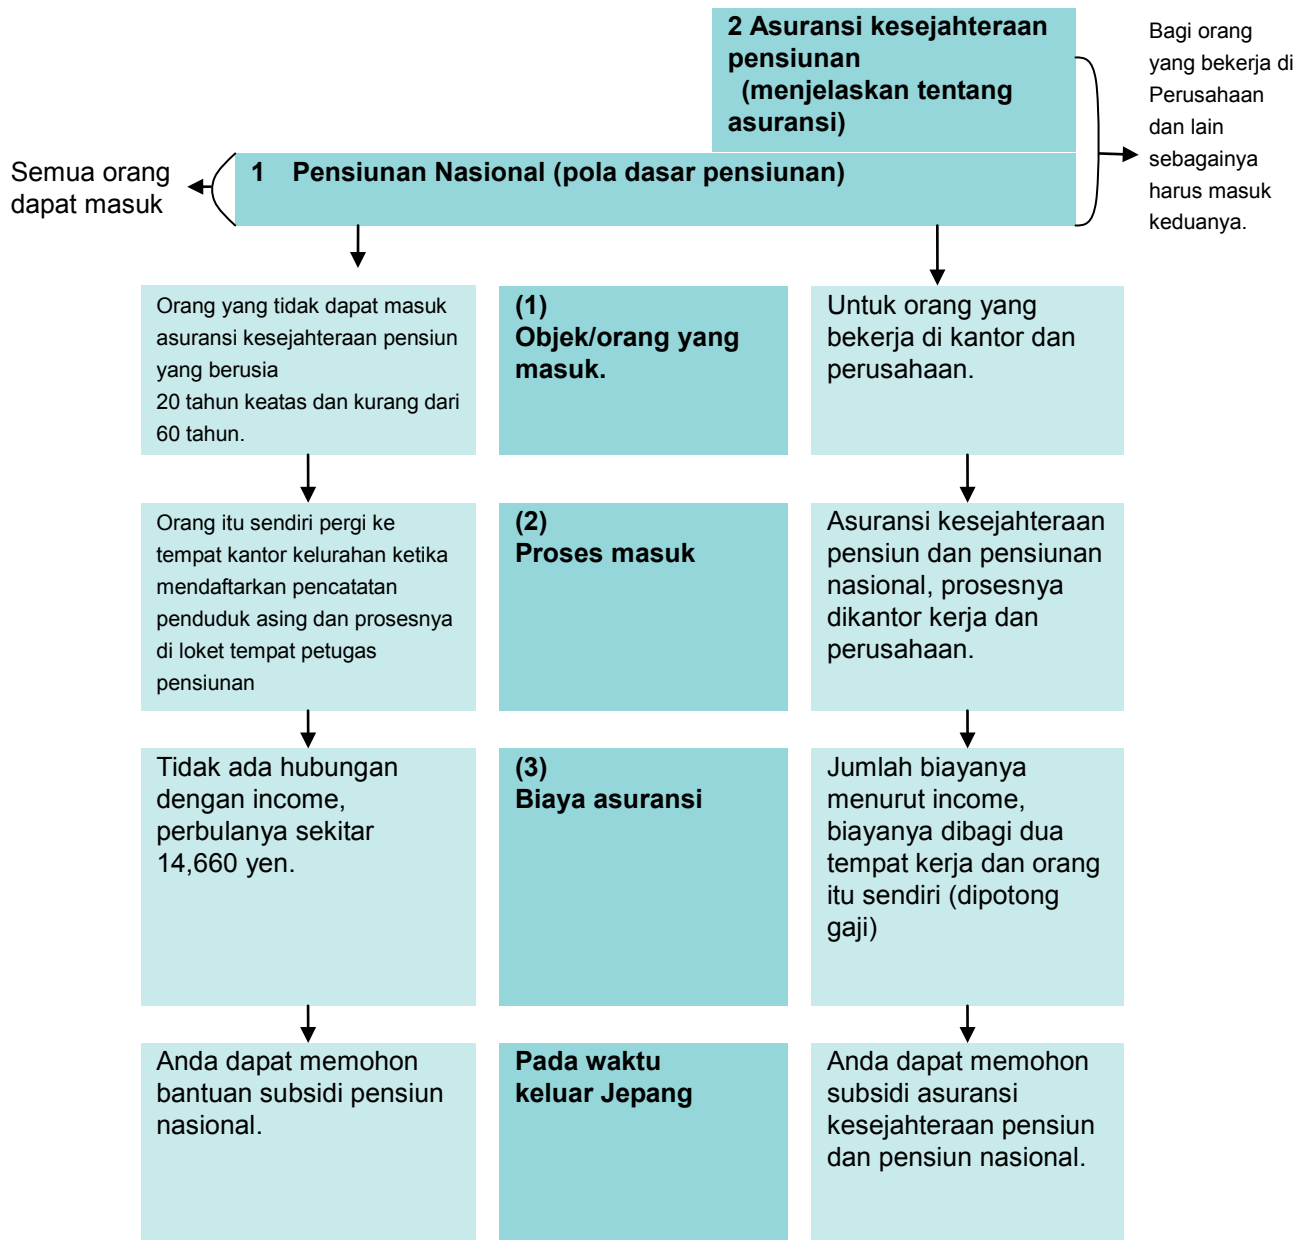 2 Asuransi kesejahteraan
pensiunan
(menjelaskan tentang
asuransi)
Bagi orang
yang bekerja di
Perusahaan
dan lain
sebagainya
harus masuk
keduanya.
Semua orang
dapat masuk
1 Pensiunan Nasional (pola dasar pensiunan)
Orang yang tidak dapat masuk
asuransi kesejahteraan pensiun
yang berusia
20 tahun keatas dan kurang dari
60 tahun.
(1)
Objek/orang yang
masuk.
Untuk orang yang
bekerja di kantor dan
perusahaan.
Orang itu sendiri pergi ke
tempat kantor kelurahan ketika
mendaftarkan pencatatan
penduduk asing dan prosesnya
di loket tempat petugas
pensiunan
(2)
Proses masuk
Asuransi kesejahteraan
pensiun dan pensiunan
nasional, prosesnya
dikantor kerja dan
perusahaan.
Tidak ada hubungan
dengan income,
perbulanya sekitar
14,660 yen.
(3)
Biaya asuransi
Jumlah biayanya
menurut income,
biayanya dibagi dua
tempat kerja dan orang
itu sendiri (dipotong
gaji)
Anda dapat memohon
bantuan subsidi pensiun
nasional.
Pada waktu
keluar Jepang
Anda dapat memohon
subsidi asuransi
kesejahteraan pensiun
dan pensiun nasional.